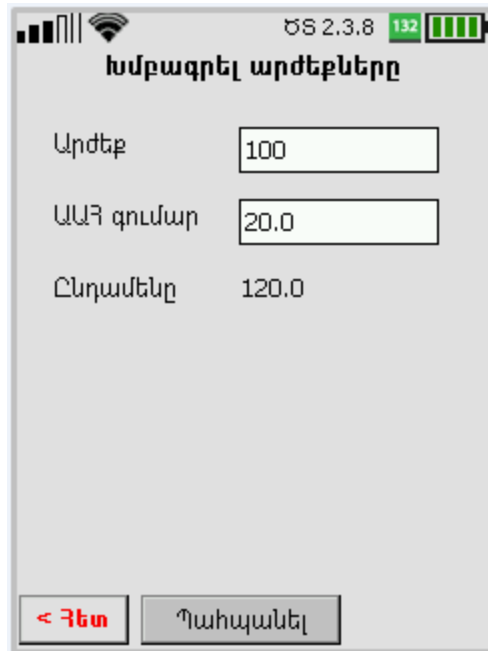 ԾՏ 2.3.8 132
Խմբագրել արժեքները
Արժեք 100
ԱԱՀ գումար 20.0
Ընդամենը 120.0
< Հետ Պահպանել